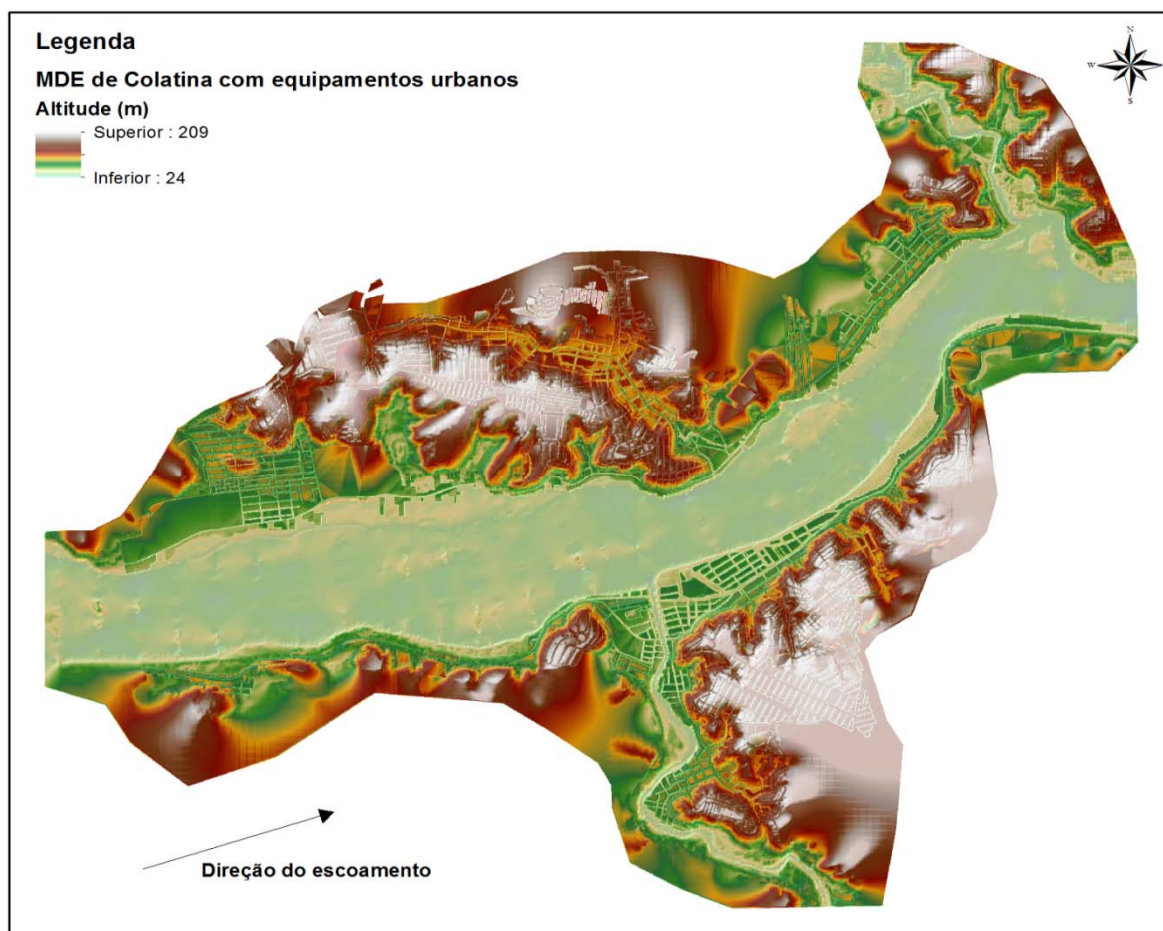 Legenda
MDE de Colatina com equipamentos urbanos
Altitude (m)
Superior : 209
Inferior : 24
N
W
S
Direção do escoamento